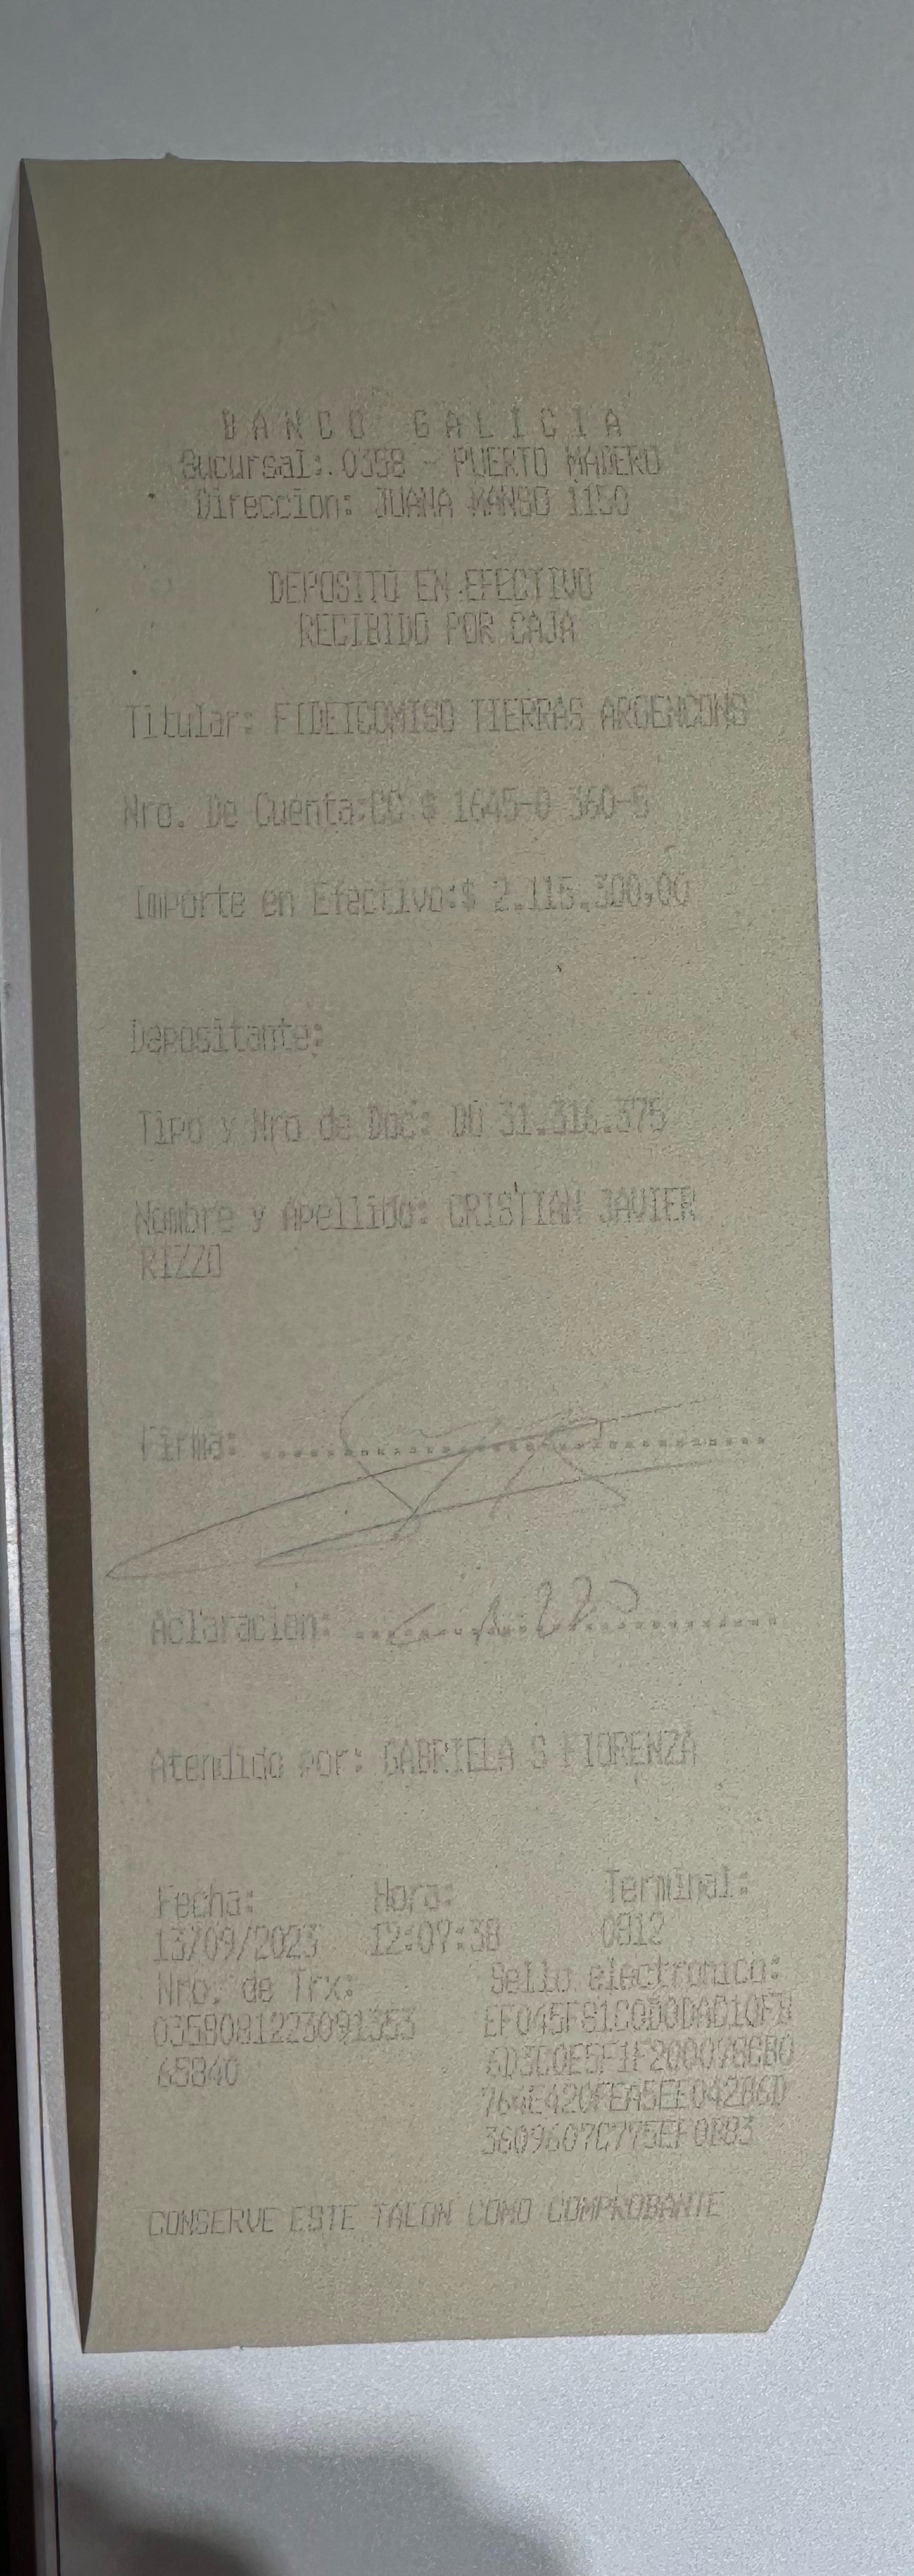 BANCO GALICIA
Sucursal: 0358 - PUERTO MADERO
Direccion: JUANA MANSO 1150
DEPOSITO EN EFECTIVO
RECIBIDO POR CAJA
Titular: FIDEICOMISO TIERRAS ARGENCONS
Nro. De Cuenta:CC $ 1645-0 360-5
Importe en Efectivo:$ 2.115.300,00
Depositante:
Tipo y Nro de Doc: DU 31.316.375
Nombre y Apellido: CRISTIAN JAVIER
RIZZO
Firma:
Aclaracion:
Atendido por: GABRIELA S FIORENZA
Fecha: Hora: Terminal:
13/09/2023 12:09:38 0812
Nro. de Trx: Sello electronico:
65840
CONSERVE ESTE TALON COMO COMPROBANTE